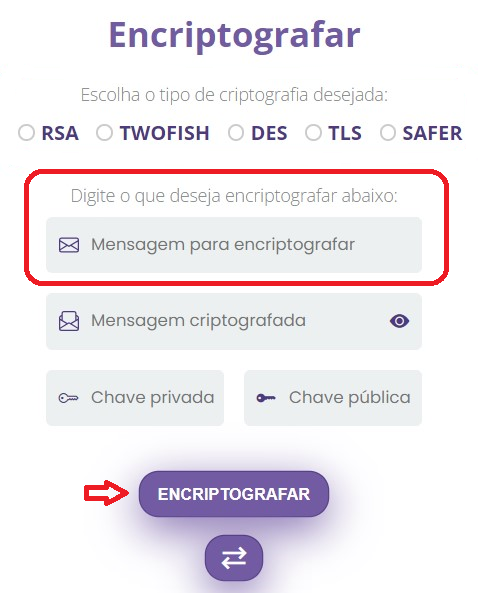 Encriptografar
Escolha o tipo de criptografia desejada:
RSA TWOFISH DES TLS SAFER
Digite o que deseja encriptografar abaixo:
Mensagem para encriptografar
Mensagem criptografada
Chave privada Chave pública
ENCRIPTOGRAFAR